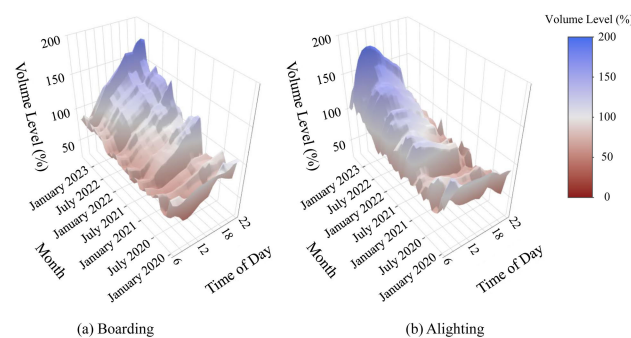 Volume Level (%)
200
150
100
50
0
200
150
100
50
Volume Level (%)
January 2023
July 2022
January 2022
July 2021
January 2021
July 2020
January 2020
Month
6
12
18
22
Time of Day
(a) Boarding
200
150
100
50
Volume Level (%)
January 2023
July 2022
January 2022
July 2021
January 2021
July 2020
January 2020
Month
6
12
18
22
Time of Day
(b) Alighting